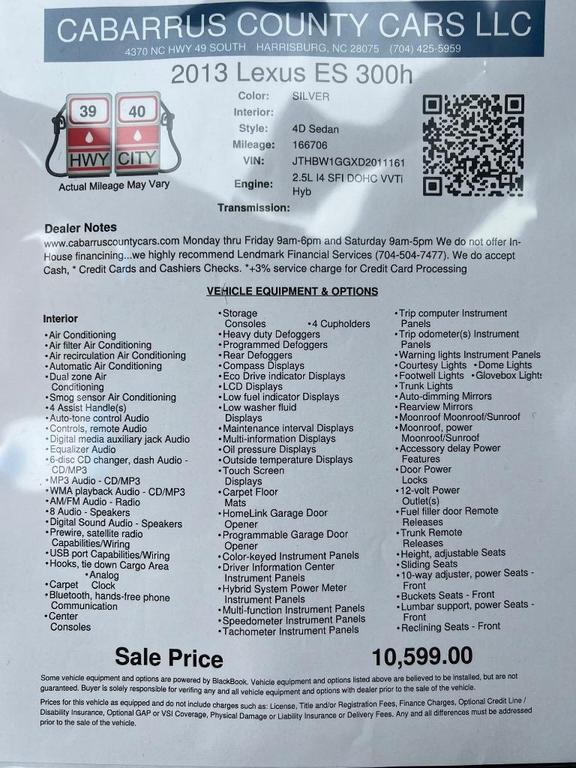 CABARRUS COUNTY CARS LLC
4370 NC HWY 49 SOUTH HARRISBURG, NC 28075 (704) 425-5959
2013 Lexus ES 300h
39 40
HWY CITY
Actual Mileage May Vary
Color: SILVER
Interior:
Style: 4D Sedan
Mileage: 166706
VIN: JTHBW1GGXD2011161
Engine: 2.5L I4 SFI DOHC VVTi
Hyb
Transmission:
Dealer Notes
www.cabarruscountycars.com Monday thru Friday 9am-6pm and Saturday 9am-5pm We do not offer In-
House financining...we highly recommend Lendmark Financial Services (704-504-7477). We do accept
Cash, * Credit Cards and Cashiers Checks. *+3% service charge for Credit Card Processing
VEHICLE EQUIPMENT & OPTIONS
Interior
•Air Conditioning
•Air filter Air Conditioning
•Air recirculation Air Conditioning
•Automatic Air Conditioning
•Dual zone Air
Conditioning
•Smog sensor Air Conditioning
•4 Assist Handle(s)
•Auto-tone control Audio
•Controls, remote Audio
•Digital media auxiliary jack Audio
•Equalizer Audio
•6-disc CD changer, dash Audio -
CD/MP3
•MP3 Audio - CD/MP3
•WMA playback Audio - CD/MP3
•AM/FM Audio - Radio
•8 Audio - Speakers
•Digital Sound Audio - Speakers
•Prewire, satellite radio
Capabilities/Wiring
•USB port Capabilities/Wiring
•Hooks, tie down Cargo Area
•Analog
•Carpet Clock
•Bluetooth, hands-free phone
Communication
•Center
Consoles
•Storage
Consoles •4 Cupholders
•Heavy duty Defoggers
•Programmed Defoggers
•Rear Defoggers
•Compass Displays
•Eco Drive indicator Displays
•LCD Displays
•Low fuel indicator Displays
•Low washer fluid
Displays
•Maintenance interval Displays
•Multi-information Displays
•Oil pressure Displays
•Outside temperature Displays
•Touch Screen
Displays
•Carpet Floor
Mats
•HomeLink Garage Door
Opener
•Programmable Garage Door
Opener
•Color-keyed Instrument Panels
•Driver Information Center
Instrument Panels
•Hybrid System Power Meter
Instrument Panels
•Multi-function Instrument Panels
•Speedometer Instrument Panels
•Tachometer Instrument Panels
•Trip computer Instrument
Panels
•Trip odometer(s) Instrument
Panels
•Warning lights Instrument Panels
•Courtesy Lights •Dome Lights
•Footwell Lights •Glovebox Lights
•Trunk Lights
•Auto-dimming Mirrors
•Rearview Mirrors
•Moonroof Moonroof/Sunroof
•Moonroof, power
Moonroof/Sunroof
•Accessory delay Power
Features
•Door Power
Locks
•12-volt Power
Outlet(s)
•Fuel filler door Remote
Releases
•Trunk Remote
Releases
•Height, adjustable Seats
•Sliding Seats
•10-way adjuster, power Seats -
Front
•Buckets Seats - Front
•Lumbar support, power Seats -
Front
•Reclining Seats - Front
Sale Price 10,599.00
Some vehicle equipment and options are powered by BlackBook. Vehicle equipment and options listed above are believed to be installed, but are not
guaranteed. Buyer is solely responsible for verifing any and all vehicle equipment and options with dealer prior to the sale of the vehicle.
Prices for this vehicle as equipped and do not include charges such as: License, Title and/or Registration Fees, Finance Charges, Optional Credit Line /
Disability Insurance, Optional GAP or VSI Coverage, Physical Damage or Liability Insurance or Delivery Fees. Any and all differences must be addressed
prior to the sale of the vehicle.